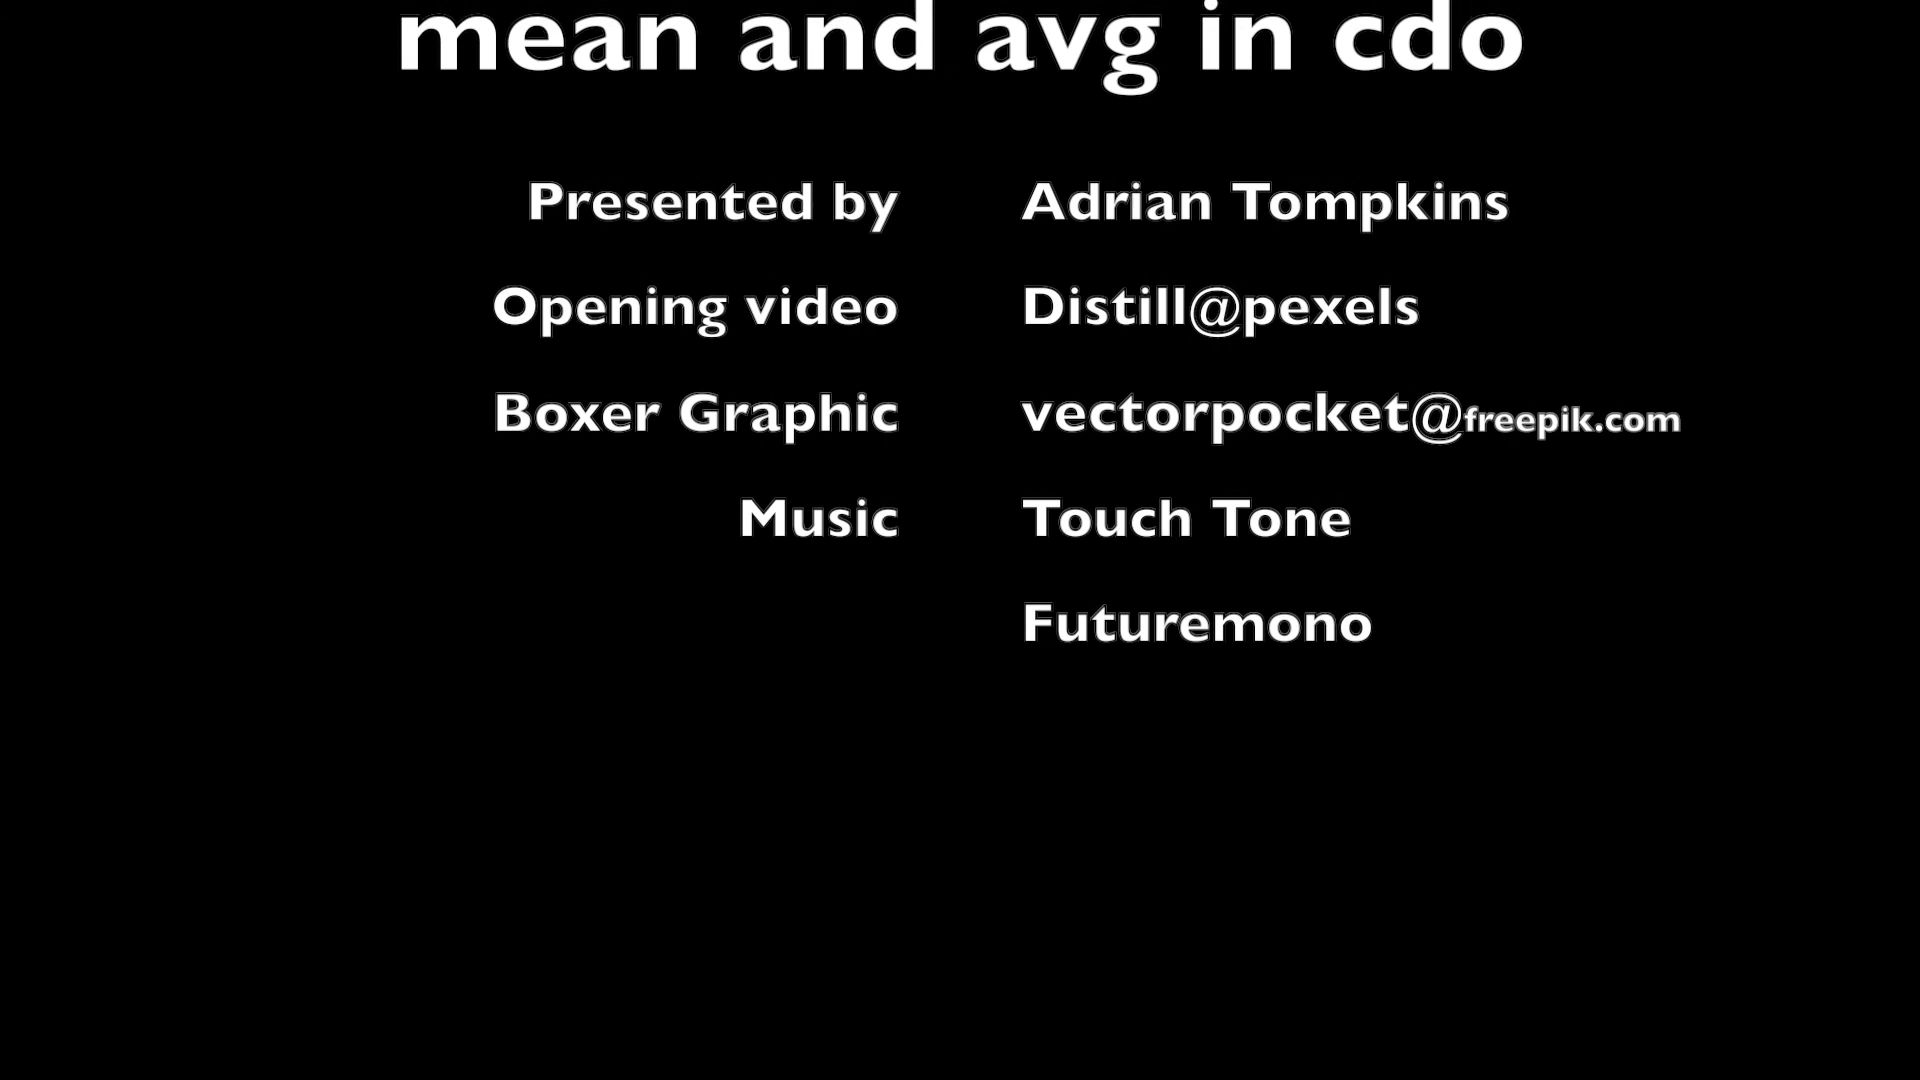 mean and avg in cdo
Presented by Adrian Tompkins
Opening video Distill@pexels
Boxer Graphic vectorpocket@freepik.com
Music Touch Tone
Futuremono